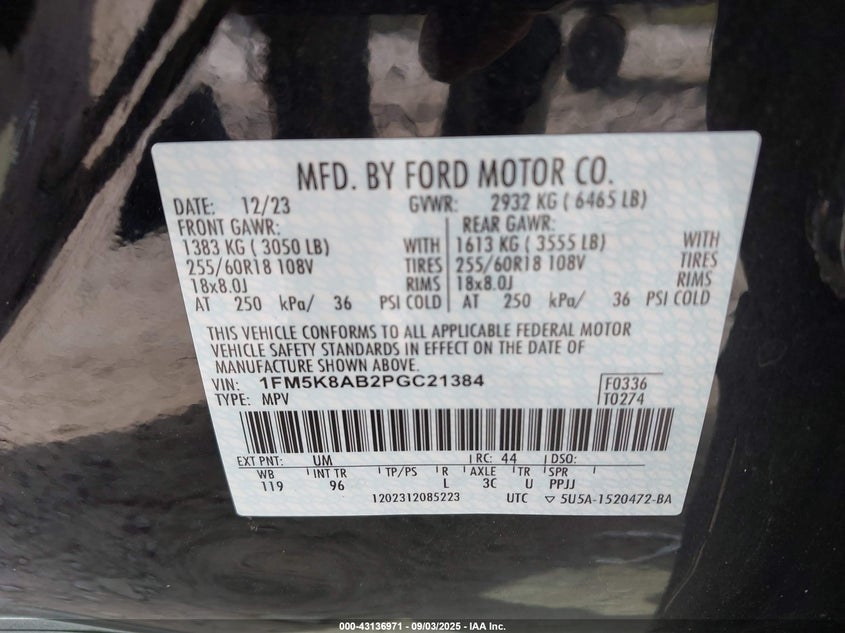 MFD. BY FORD MOTOR CO.
DATE: 12/23 GVWR: 2932 KG ( 6465 LB)
FRONT GAWR: REAR GAWR:
1383 KG ( 3050 LB) WITH 1613 KG ( 3555 LB) WITH
255/60R18 108V TIRES 255/60R18 108V TIRES
18x8.0J RIMS 18x8.0J RIMS
AT 250 kPa/ 36 PSI COLD AT 250 kPa/ 36 PSI COLD
THIS VEHICLE CONFORMS TO ALL APPLICABLE FEDERAL MOTOR
VEHICLE SAFETY STANDARDS IN EFFECT ON THE DATE OF
MANUFACTURE SHOWN ABOVE.
VIN: 1FM5K8AB2PGC21384 F0336
TYPE: MPV T0274
EXT PNT: UM RC: 44 DSO:
WB INT TR TP/PS R AXLE TR SPR
119 96 L 3C U PPJJ
1202312085223 UTC ▽ 5U5A-1520472-BA
000-43136971 - 09/03/2025 - IAA Inc.